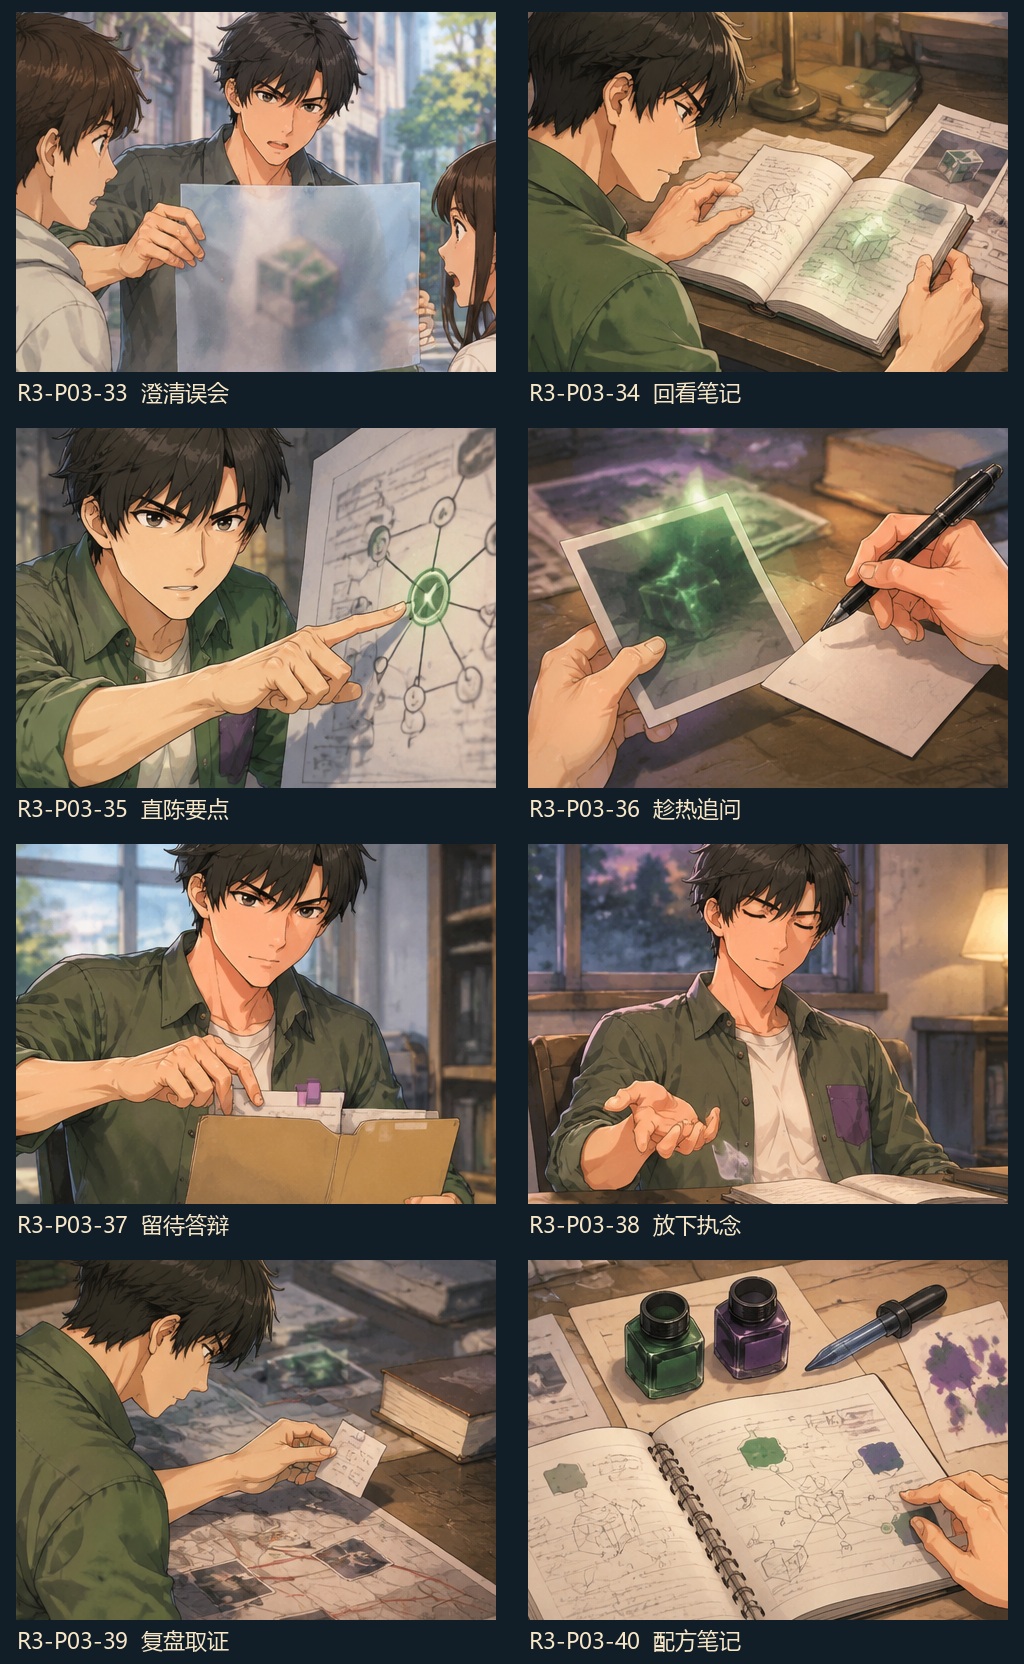 R3-P03-33 澄清误会
R3-P03-34 回看笔记
R3-P03-35 直陈要点
R3-P03-36 趁热追问
R3-P03-37 留待答辩
R3-P03-38 放下执念
R3-P03-39 复盘取证
R3-P03-40 配方笔记